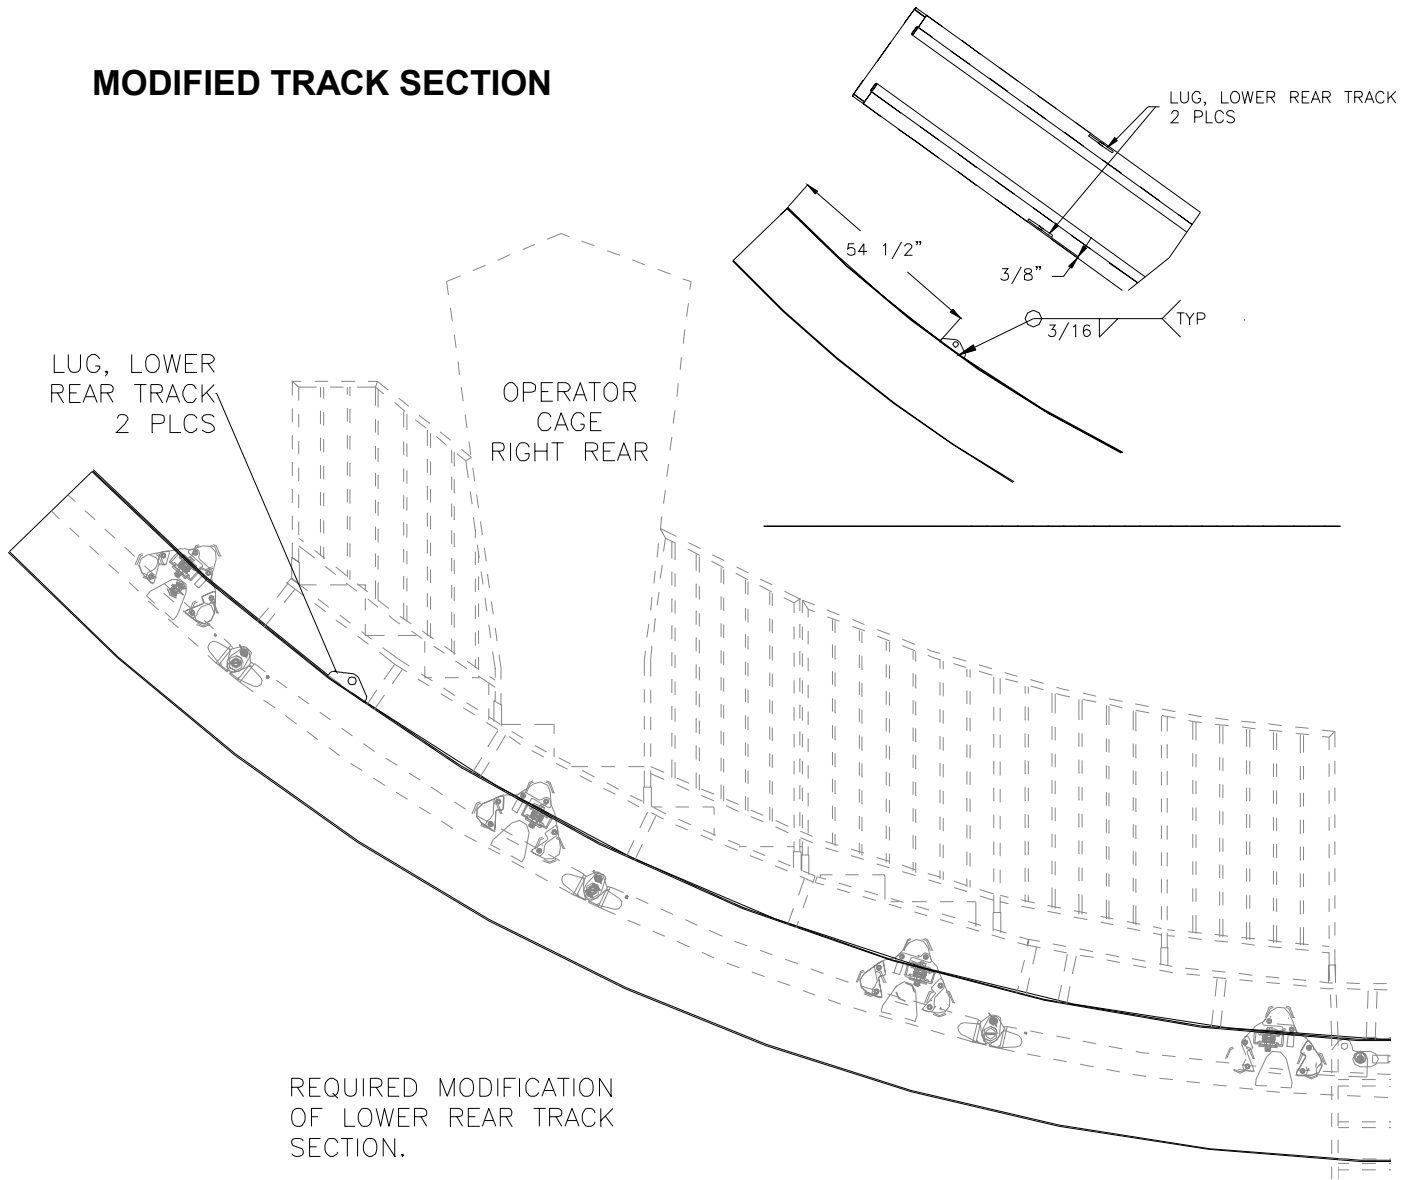 MODIFIED TRACK SECTION
LUG, LOWER REAR TRACK
2 PLCS
54 1/2”
3/8”
3/16
TYP
LUG, LOWER
REAR TRACK
2 PLCS
OPERATOR
CAGE
RIGHT REAR
REQUIRED MODIFICATION
OF LOWER REAR TRACK
SECTION.